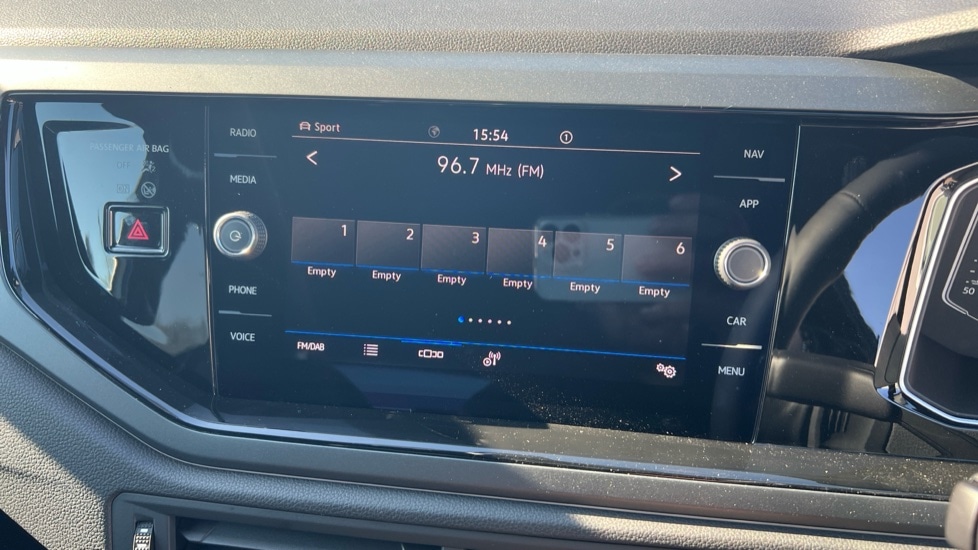 PASSENGER AIR BAG
OFF
RADIO
MEDIA
PHONE
VOICE
Sport
15:54
1
96.7 MHz (FM)
1 2 3 4 5 6
Empty Empty Empty Empty Empty Empty
FM/DAB
NAV
APP
CAR
MENU
50